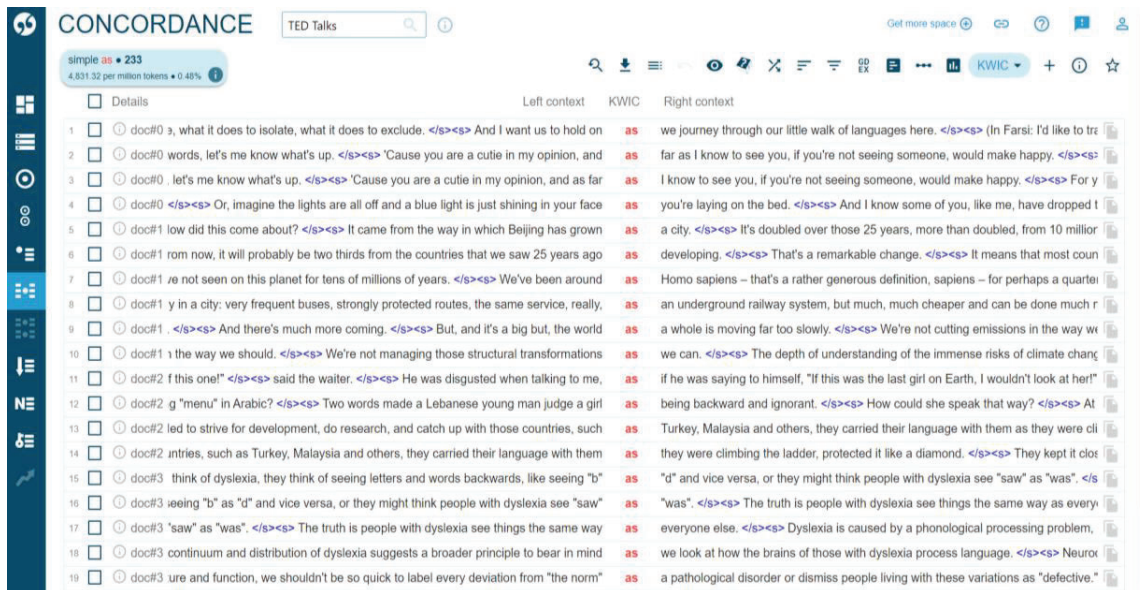 CONCORDANCE TED Talks
Get more space
simple as • 233
4,831.32 per million tokens • 0.48%
GD EX KWIC
Details Left context KWIC Right context
1 doc#0 , what it does to isolate, what it does to exclude. </s><s> And I want us to hold on as we journey through our little walk of languages here. </s><s> (In Farsi: I'd like to
2 doc#0 words, let's me know what's up. </s><s> 'Cause you are a cutie in my opinion, and as far as I know to see you, if you're not seeing someone, would make happy. </s><s>
3 doc#0 let's me know what's up. </s><s> 'Cause you are a cutie in my opinion, and as far as I know to see you, if you're not seeing someone, would make happy. </s><s> For y
4 doc#0 </s><s> Or, imagine the lights are all off and a blue light is just shining in your face as you're laying on the bed. </s><s> And I know some of you, like me, have dropped t
5 doc#1 low did this come about? </s><s> It came from the way in which Beijing has grown as a city. </s><s> It's doubled over those 25 years, more than doubled, from 10 millior
6 doc#1 rom now, it will probably be two thirds from the countries that we saw 25 years ago as developing. </s><s> That's a remarkable change. </s><s> It means that most coun
7 doc#1 ve not seen on this planet for tens of millions of years. </s><s> We've been around as Homo sapiens – that's a rather generous definition, sapiens – for perhaps a quarte
8 doc#1 y in a city: very frequent buses, strongly protected routes, the same service, really, as an underground railway system, but much, much cheaper and can be done much r
9 doc#1 . </s><s> And there's much more coming. </s><s> But, and it's a big but, the world as a whole is moving far too slowly. </s><s> We're not cutting emissions in the way w
10 doc#1 the way we should. </s><s> We're not managing those structural transformations as we can. </s><s> The depth of understanding of the immense risks of climate chang
11 doc#2 f this one!" </s><s> said the waiter. </s><s> He was disgusted when talking to me, as if he was saying to himself, "If this was the last girl on Earth, I wouldn't look at her!"
12 doc#2 g "menu" in Arabic? </s><s> Two words made a Lebanese young man judge a girl as being backward and ignorant. </s><s> How could she speak that way? </s><s> At
13 doc#2 led to strive for development, do research, and catch up with those countries, such as Turkey, Malaysia and others, they carried their language with them as they were cli
14 doc#2 untries, such as Turkey, Malaysia and others, they carried their language with them as they were climbing the ladder, protected it like a diamond. </s><s> They kept it clos
15 doc#3 think of dyslexia, they think of seeing letters and words backwards, like seeing "b" as "d" and vice versa, or they might think people with dyslexia see "saw" as "was". </s
16 doc#3 seeing "b" as "d" and vice versa, or they might think people with dyslexia see "saw" as "was". </s><s> The truth is people with dyslexia see things the same way as every
17 doc#3 "saw" as "was". </s><s> The truth is people with dyslexia see things the same way as everyone else. </s><s> Dyslexia is caused by a phonological processing problem,
18 doc#3 continuum and distribution of dyslexia suggests a broader principle to bear in mind as we look at how the brains of those with dyslexia process language. </s><s> Neuro
19 doc#3 ure and function, we shouldn't be so quick to label every deviation from "the norm" as a pathological disorder or dismiss people living with these variations as "defective."